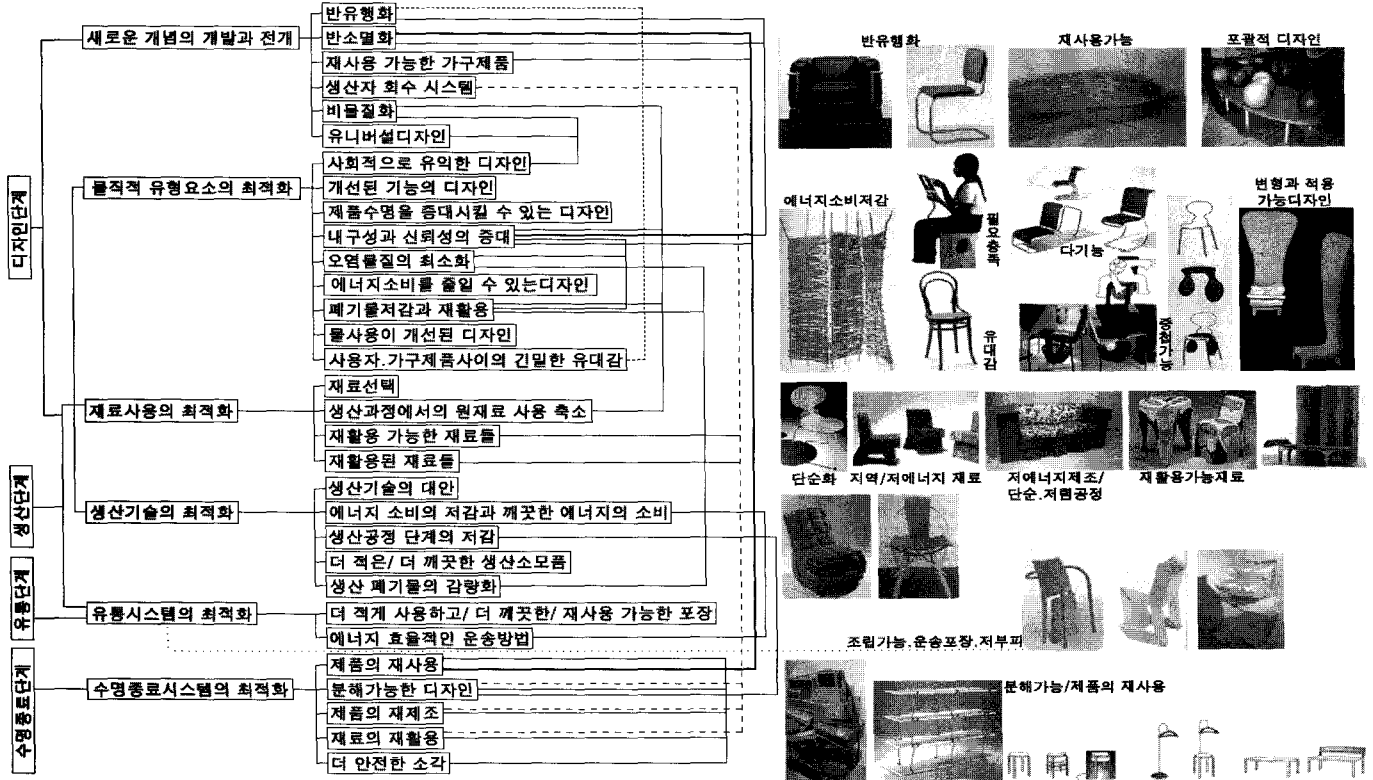 디자인단계
생산단계
유통단계
수명종료단계
새로운 개념의 개발과 전개
물직적 유형요소의 최적화
재료사용의 최적화
생산기술의 최적화
유통시스템의 최적화
수명종료시스템의 최적화
반유행화
반소멸화
재사용 가능한 가구제품
생산자 회수 시스템
비물질화
유니버설디자인
사회적으로 유익한 디자인
개선된 기능의 디자인
제품수명을 증대시킬 수 있는 디자인
내구성과 신뢰성의 증대
오염물질의 최소화
에너지소비를 줄일 수 있는디자인
폐기물저감과 재활용
물사용이 개선된 디자인
사용자.가구제품사이의 긴밀한 유대감
재료선택
생산과정에서의 원재료 사용 축소
재활용 가능한 재료들
재활용된 재료들
생산기술의 대안
에너지 소비의 저감과 깨끗한 에너지의 소비
생산공정 단계의 저감
더 적은/ 더 깨끗한 생산소모품
생산 폐기물의 감량화
더 적게 사용하고/ 더 깨끗한/ 재사용 가능한 포장
에너지 효율적인 운송방법
제품의 재사용
분해가능한 디자인
제품의 재제조
재료의 재활용
더 안전한 소각
반유행화
재사용가능
포괄적 디자인
에너지소비저감
필요충족
유대감
다기능
중첩가능
변형과 적용
가능디자인
단순화
지역/저에너지 재료
저에너지제조/
단순.저렴공정
재활용가능재료
조립가능.운송포장.저부피
분해가능/제품의 재사용